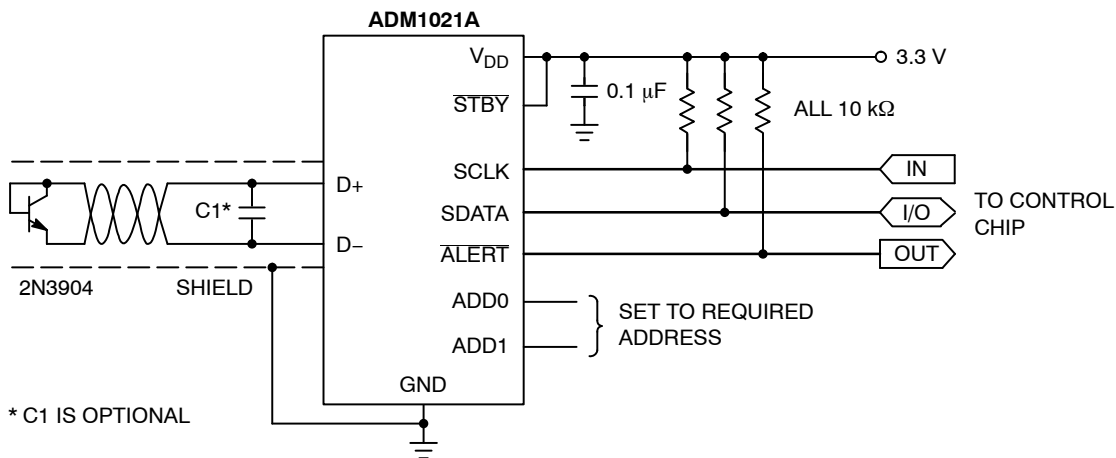 ADM1021A
V_DD
3.3 V
STBY
0.1 µF
ALL 10 kΩ
SCLK
IN
D+
C1*
SDATA
I/O
TO CONTROL
CHIP
D–
ALERT
OUT
2N3904
SHIELD
ADD0
SET TO REQUIRED
ADDRESS
ADD1
GND
* C1 IS OPTIONAL